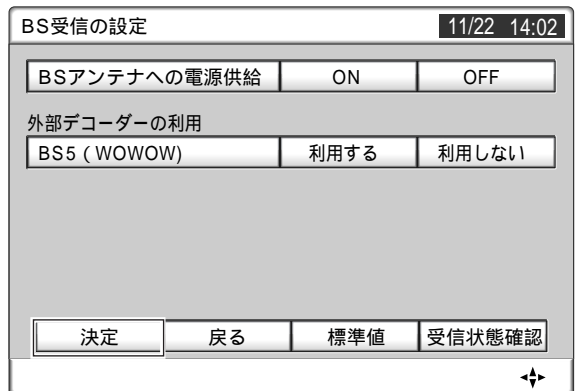 BS受信の設定 11/22 14:02
BSアンテナへの電源供給 ON OFF
外部デコーダーの利用
BS5 ( WOWOW) 利用する 利用しない
決定 戻る 標準値 受信状態確認